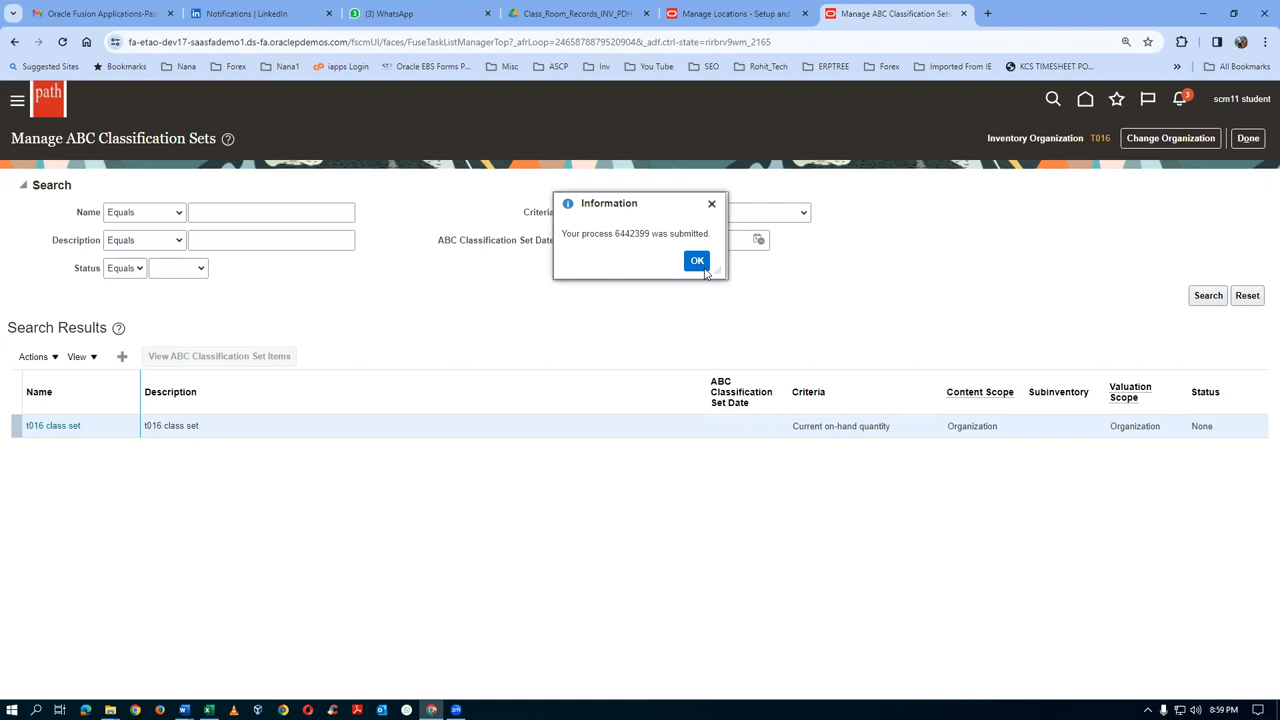 Oracle Fusion Applications-Pas
Notifications | LinkedIn
(3) WhatsApp
Class_Room_Records_INV_PDH
Manage Locations - Setup and
Manage ABC Classification Sets
fa-etao-dev17-saasfademo1.ds-fa.oraclepdemos.com/fscmUI/faces/FuseTaskListManagerTop?_afrLoop=24658788795209048&_adf.ctrl-state=rirbrv9wm_2165
Suggested Sites Bookmarks Nana Forex Nana1 iapps Login Oracle EBS Forms P... Misc ASCP Inv You Tube SEO Rohit_Tech ERPTREE Forex Imported From IE KCS TIMESHEET PO... » All Bookmarks
path
3
scm11 student
Manage ABC Classification Sets ?
Inventory Organization T016 Change Organization Done
Search
Name Equals
Criteria
Description Equals
ABC Classification Set Date
Status Equals
Information
Your process 6442399 was submitted.
OK
Search Reset
Search Results ?
Actions View View ABC Classification Set Items
Name Description ABC Classification Set Date Criteria Content Scope Subinventory Valuation Scope Status
t016 class set t016 class set Current on-hand quantity Organization Organization None
8:59 PM